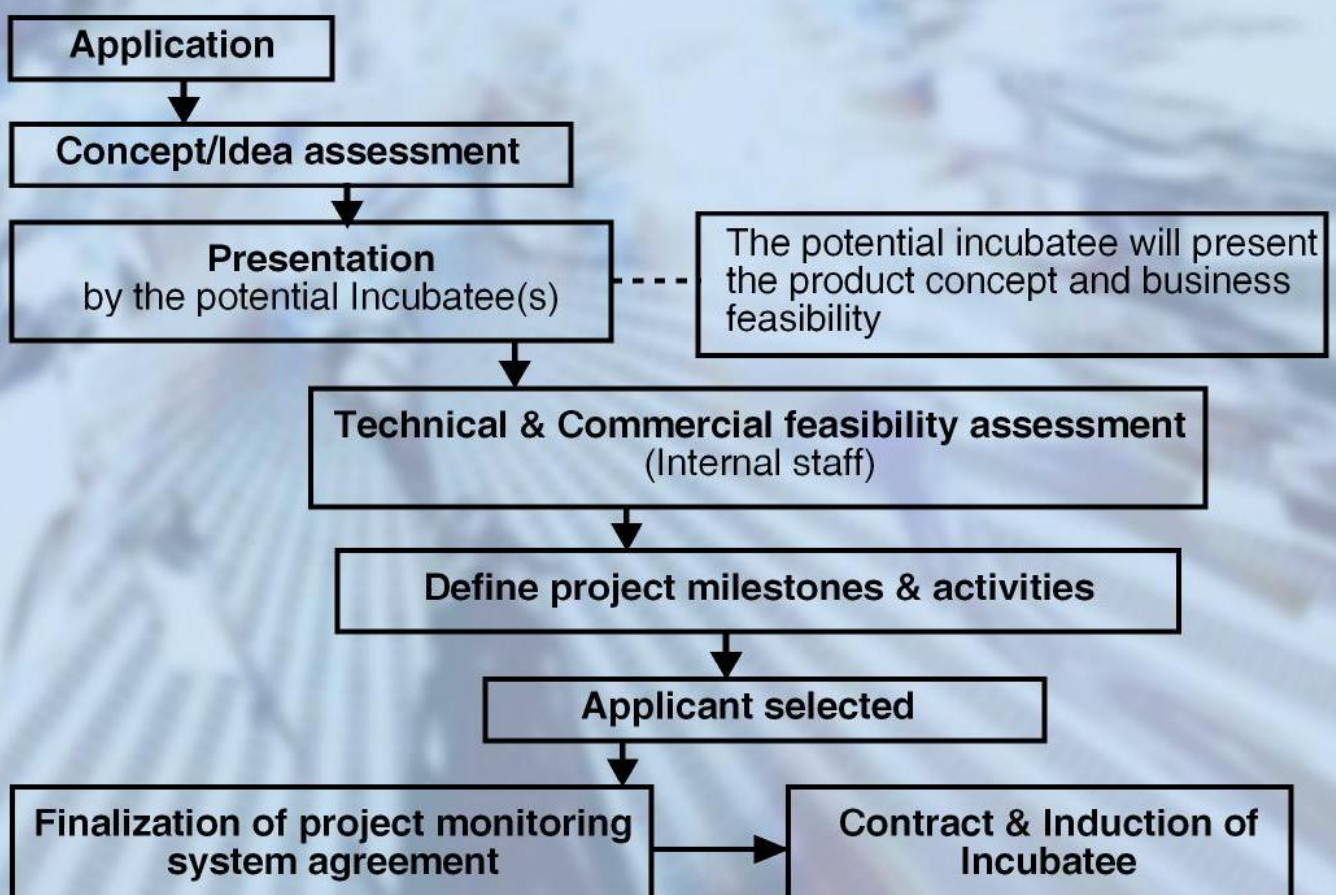 Application
Concept/Idea assessment
Presentation
by the potential Incubatee(s)
The potential incubatee will present
the product concept and business
feasibility
Technical & Commercial feasibility assessment
(Internal staff)
Define project milestones & activities
Applicant selected
Finalization of project monitoring
system agreement
Contract & Induction of
Incubatee